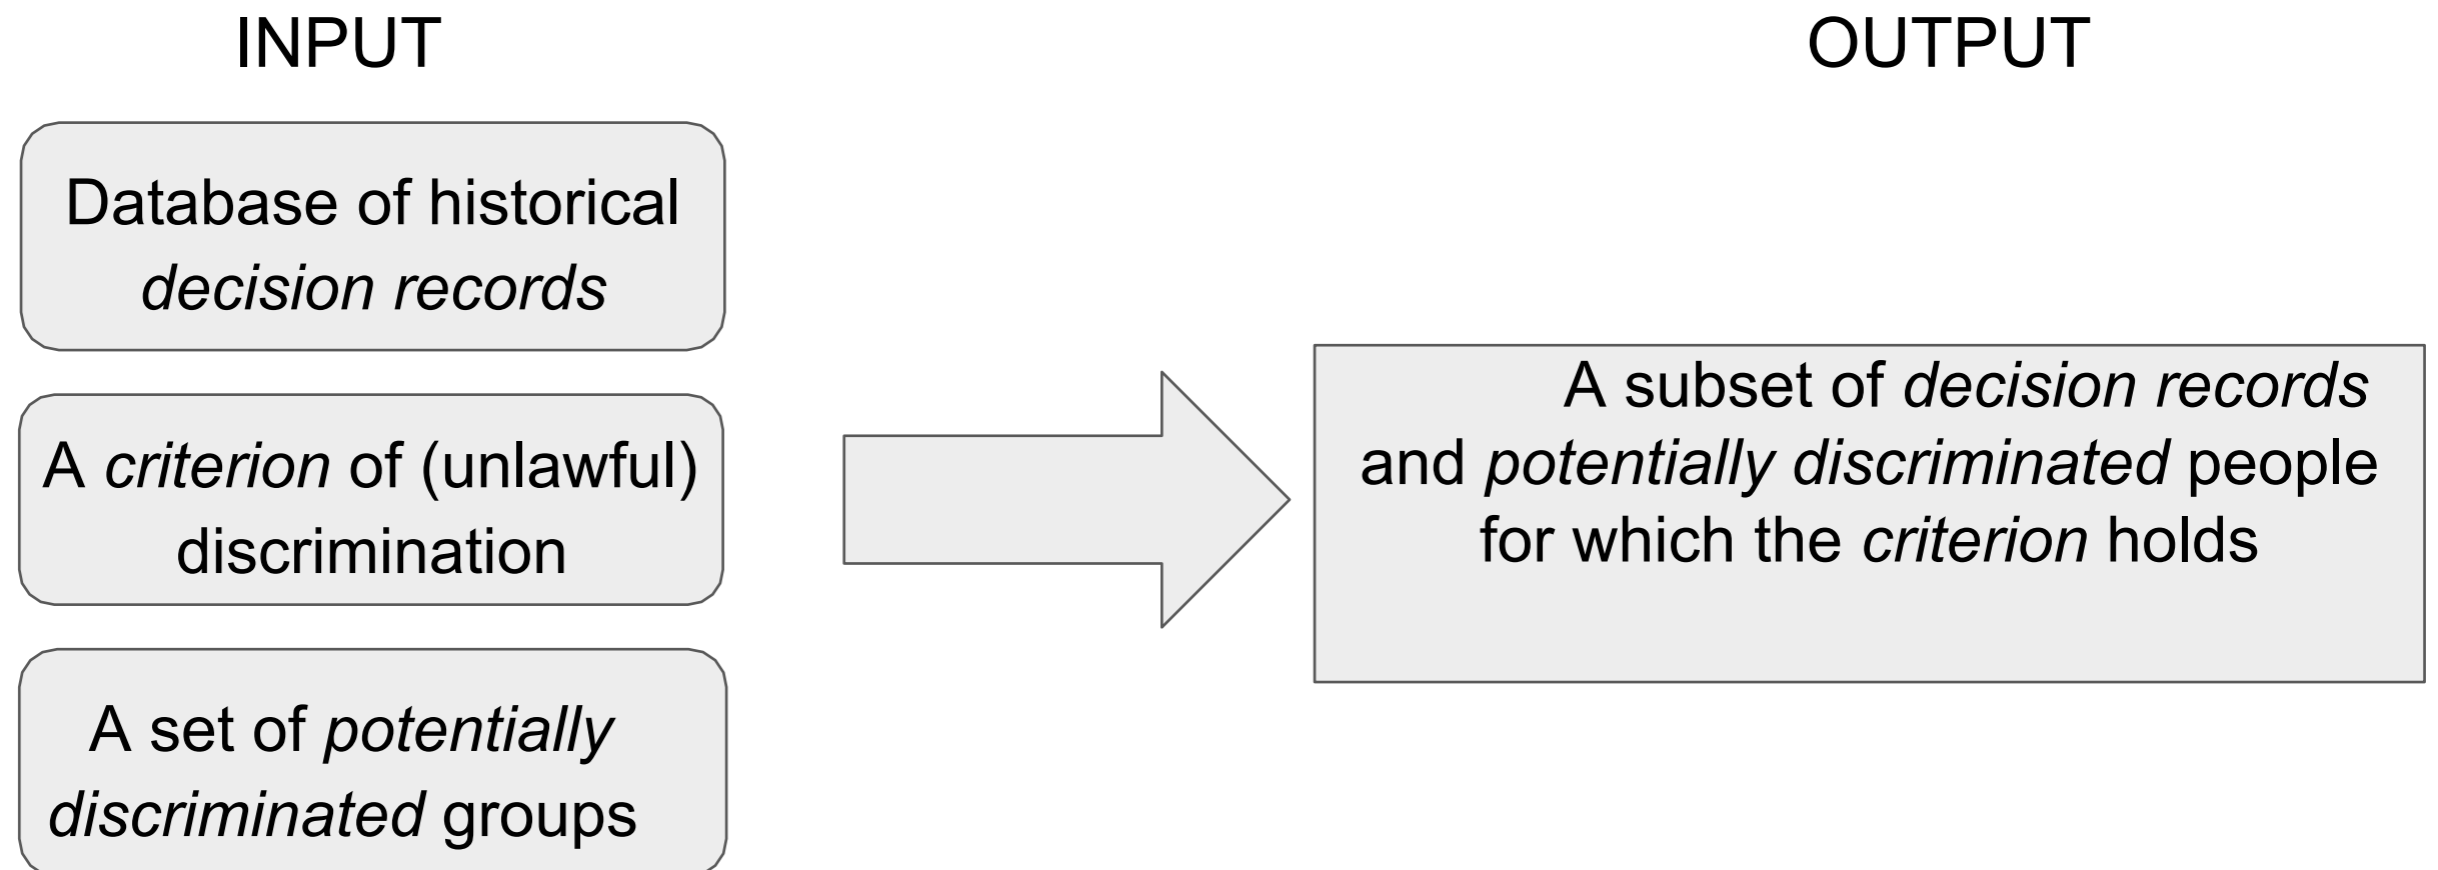 INPUT
Database of historical
decision records
A criterion of (unlawful)
discrimination
A set of potentially
discriminated groups
OUTPUT
A subset of decision records
and potentially discriminated people
for which the criterion holds